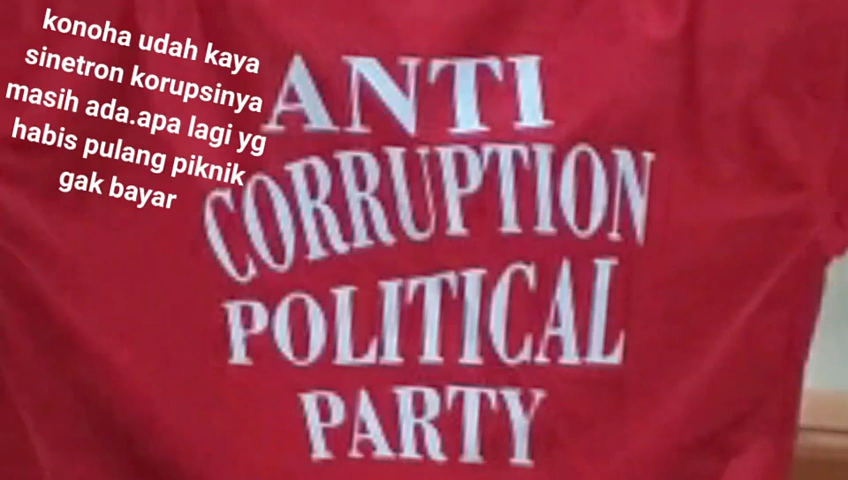 konoha udah kaya
sinetron korupsinya
masih ada.apa lagi yg
habis pulang piknik
gak bayar
ANTI
CORRUPTION
POLITICAL
PARTY